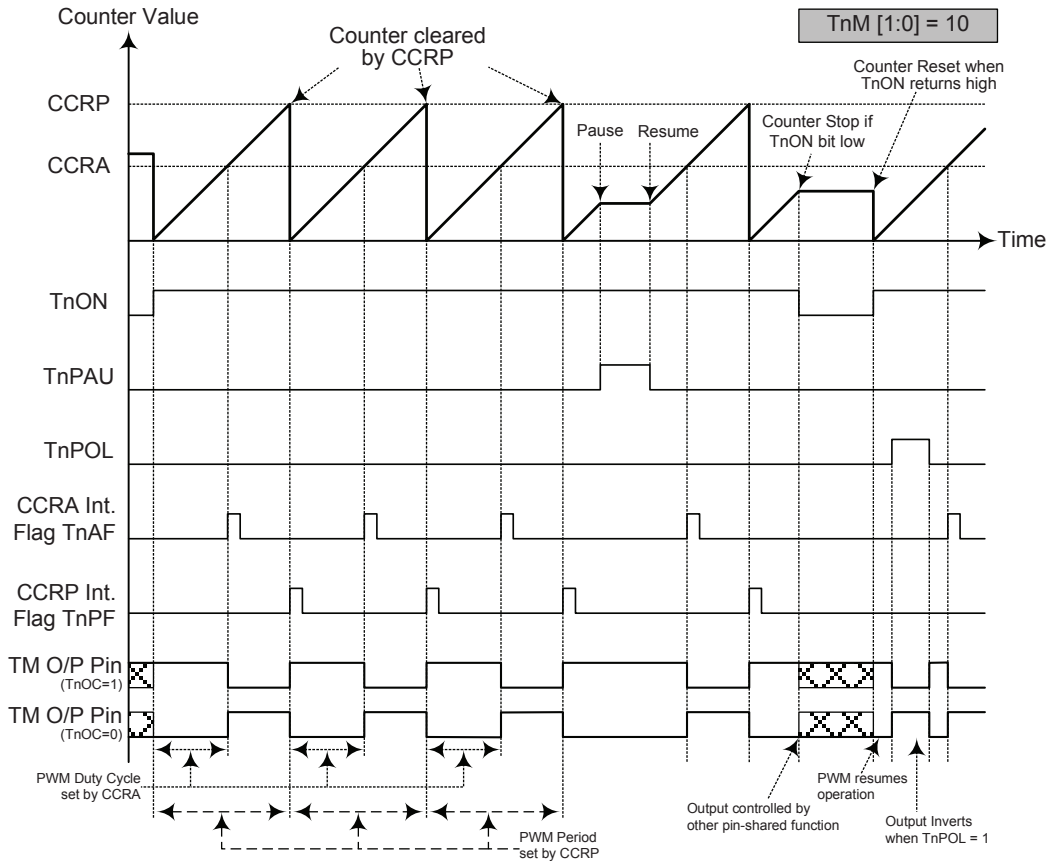 Counter Value
TnM [1:0] = 10
Counter cleared
by CCRP
Counter Reset when
TnON returns high
CCRP
Counter Stop if
TnON bit low
Pause
Resume
CCRA
Time
TnON
TnPAU
TnPOL
CCRA Int.
Flag TnAF
CCRP Int.
Flag TnPF
TM O/P Pin
(TnOC=1)
TM O/P Pin
(TnOC=0)
PWM Duty Cycle
set by CCRA
PWM resumes
operation
Output controlled by
other pin-shared function
Output Inverts
when TnPOL = 1
PWM Period
set by CCRP